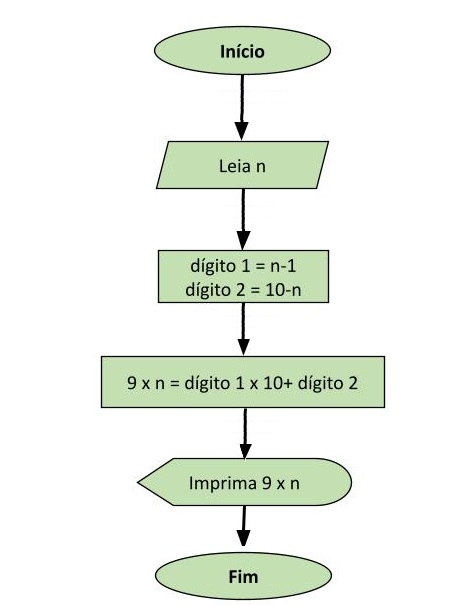 Início
Leia n
dígito 1 = n-1
dígito 2 = 10-n
9 x n = dígito 1 x 10+ dígito 2
Imprima 9 x n
Fim